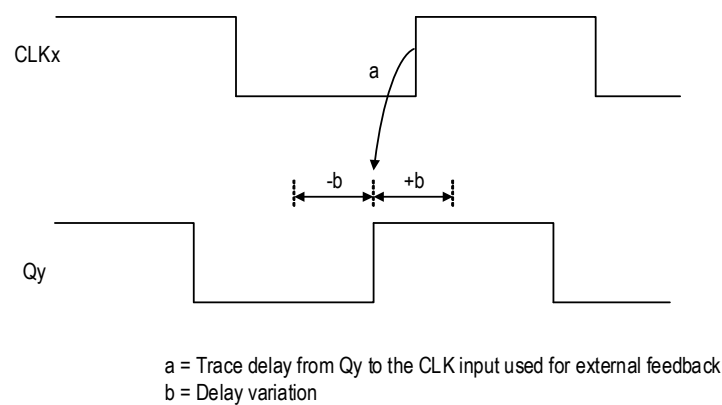 CLKx
a
-b +b
Qy
a = Trace delay from Qy to the CLK input used for external feedback
b = Delay variation